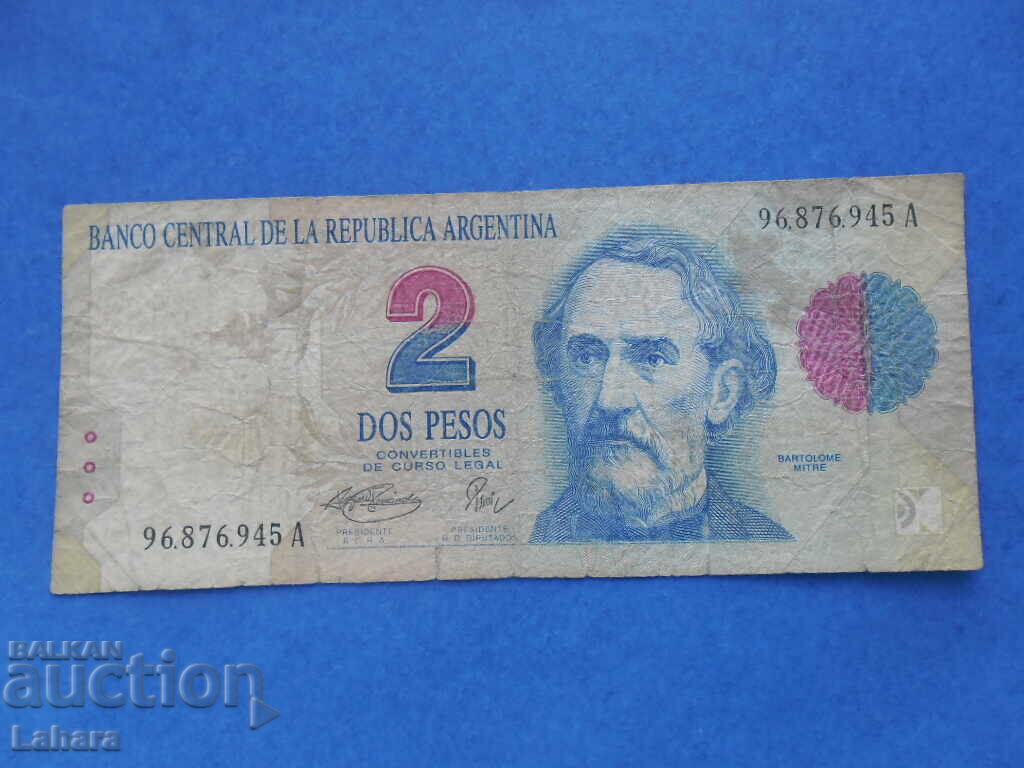 BANCO CENTRAL DE LA REPUBLICA ARGENTINA
96.876.945 A
2
DOS PESOS
CONVERTIBLES
DE CURSO LEGAL
BARTOLOME
MITRE
96.876.945 A
PRESIDENTE
B.C.R.A.
PRESIDENTE
H. D. DIPUTADOS
BALKAN
auction
Lahara